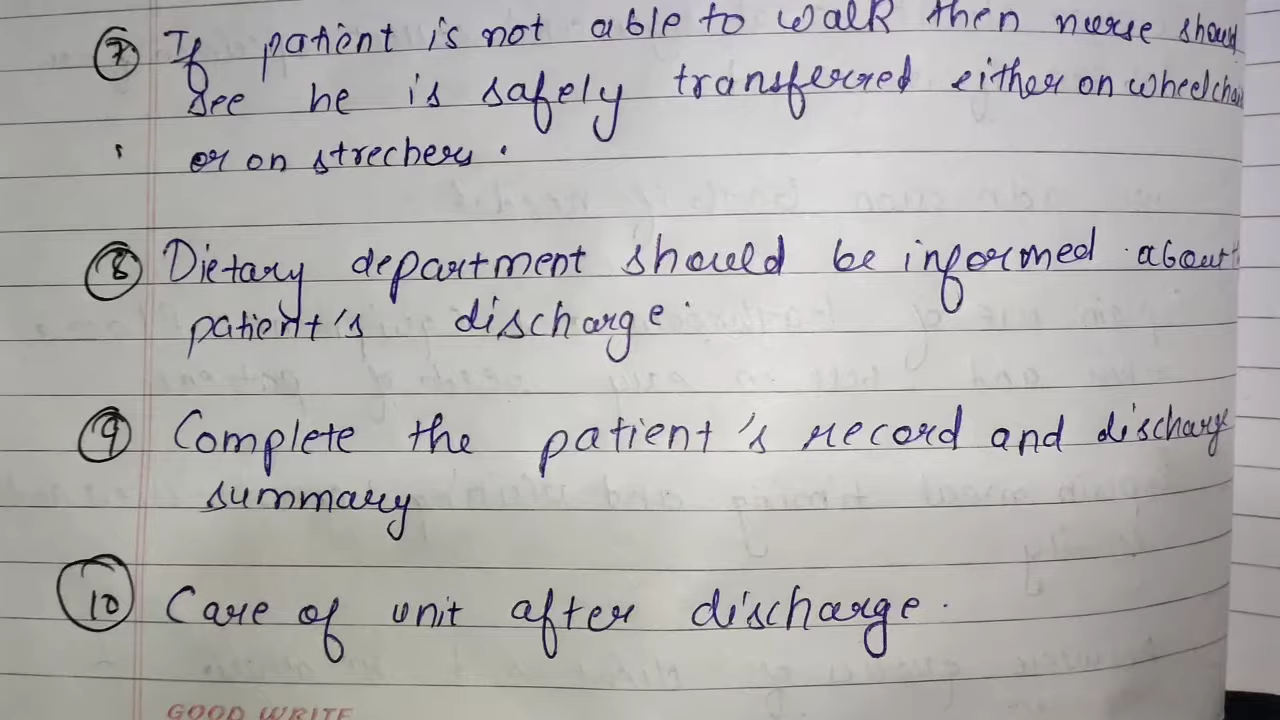 7 If patient is not able to walk then nurse should
see he is safely transferred either on wheelchai
or on strechers.
8 Dietary department should be informed about
patient's discharge.
9 Complete the patient's record and discharge
summary
10 Care of unit after discharge.
GOOD WRITE